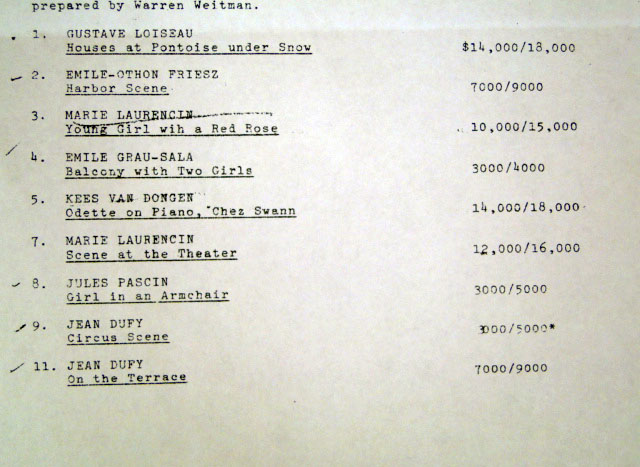 prepared by Warren Weitman.
1. GUSTAVE LOISEAU
Houses at Pontoise under Snow $14,000/18,000
2. EMILE-OTHON FRIESZ
Harbor Scene 7000/9000
3. MARIE LAURENCIN
Young Girl wih a Red Rose 10,000/15,000
4. EMILE GRAU-SALA
Balcony with Two Girls 3000/4000
5. KEES VAN DONGEN
Odette on Piano, "Chez Swann 14,000/18,000
7. MARIE LAURENCIN
Scene at the Theater 12,000/16,000
8. JULES PASCIN
Girl in an Armchair 3000/5000
9. JEAN DUFY
Circus Scene 3000/5000*
11. JEAN DUFY
On the Terrace 7000/9000